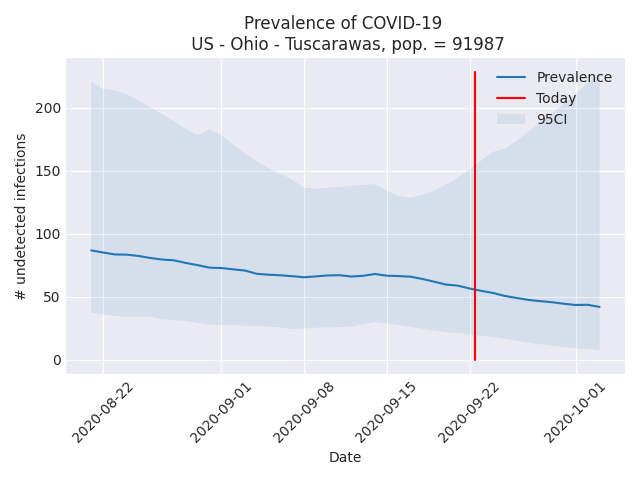 Prevalence of COVID-19
US - Ohio - Tuscarawas, pop. = 91987
Prevalence
Today
95CI
# undetected infections
200
150
100
50
0
2020-08-22
2020-09-01
2020-09-08
2020-09-15
2020-09-22
2020-10-01
Date